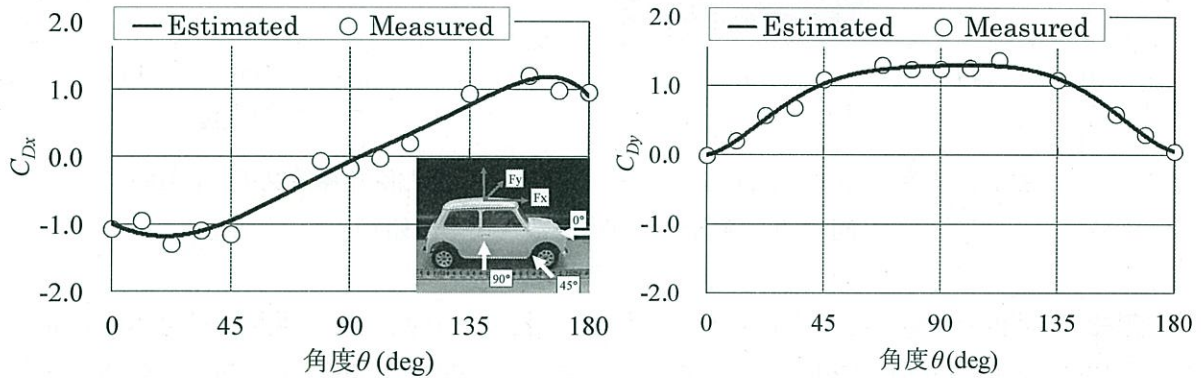 Estimated Measured
2.0
1.0
0.0
-1.0
-2.0
C_Dx
0 45 90 135 180
角度θ (deg)
Fy
Fx
0°
90°
45°
Estimated Measured
2.0
1.0
0.0
-1.0
-2.0
C_Dy
0 45 90 135 180
角度θ (deg)